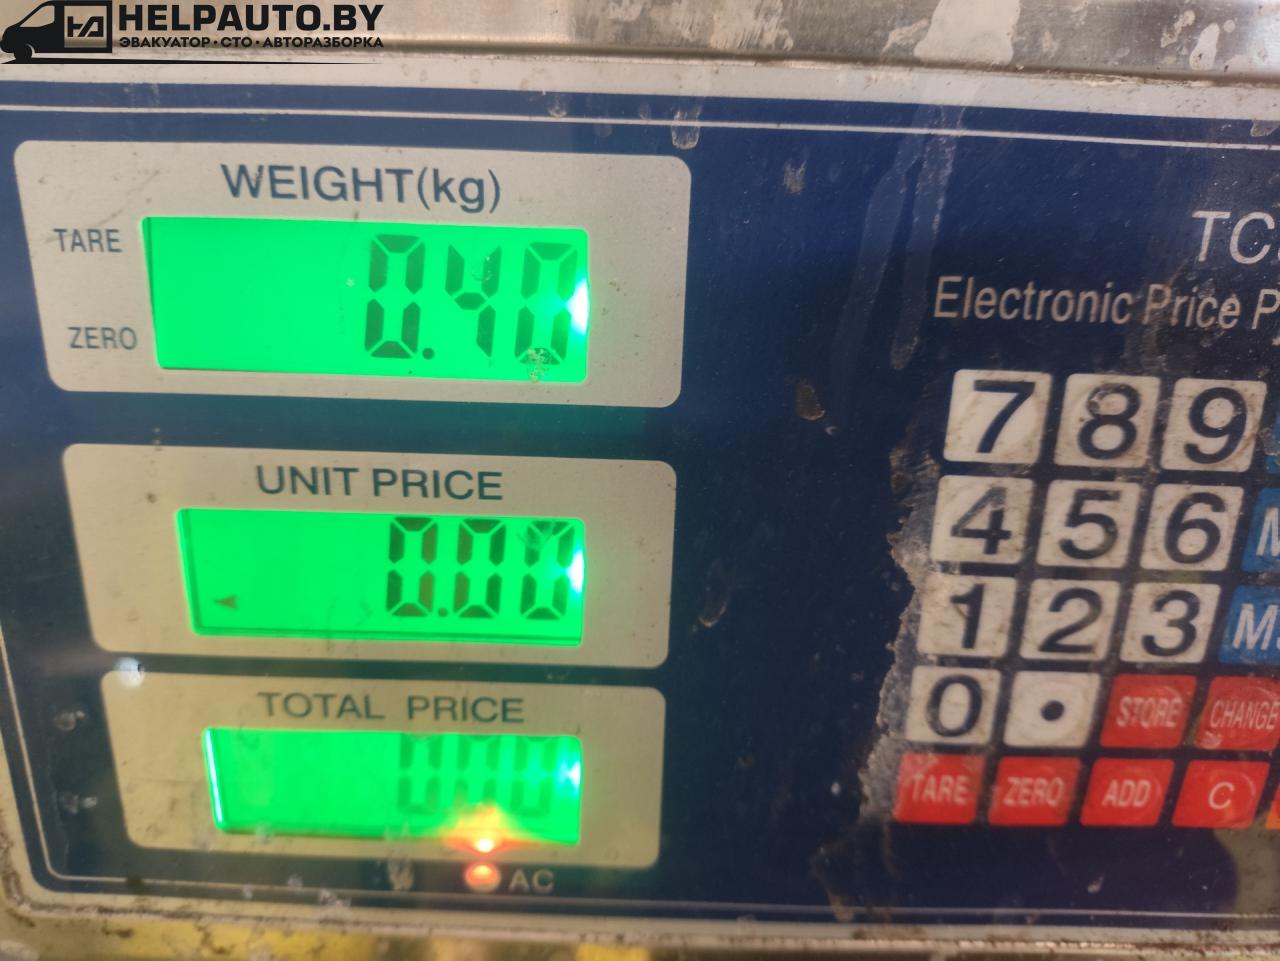 HELPAUTO.BY
ЭВАКУАТОР · СТО · АВТОРАЗБОРКА
WEIGHT(kg)
TARE
0.40
ZERO
UNIT PRICE
0.00
TOTAL PRICE
0.00
AC
Electronic Price
7 8 9
4 5 6
1 2 3
0 . STORE CHANGE
TARE ZERO ADD C